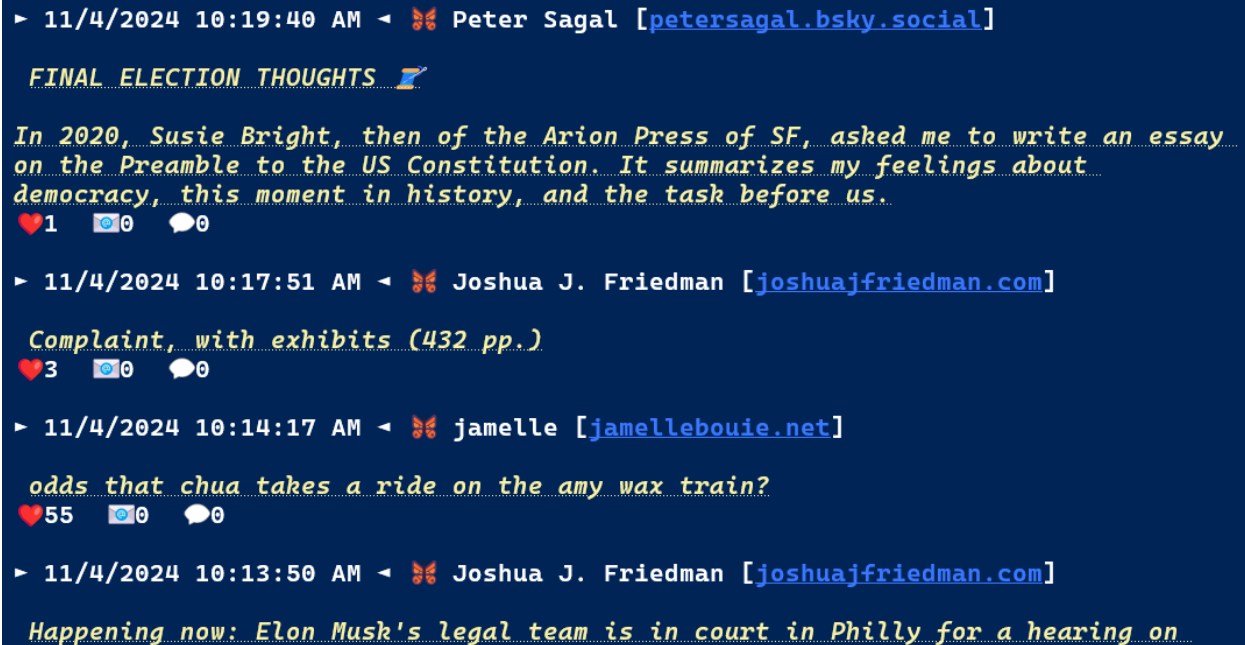 ► 11/4/2024 10:19:40 AM ◄ 🦋 Peter Sagal [petersagal.bsky.social]
FINAL ELECTION THOUGHTS 🧵
In 2020, Susie Bright, then of the Arion Press of SF, asked me to write an essay
on the Preamble to the US Constitution. It summarizes my feelings about
democracy, this moment in history, and the task before us.
❤️1 📧0 💬0
► 11/4/2024 10:17:51 AM ◄ 🦋 Joshua J. Friedman [joshuajfriedman.com]
Complaint, with exhibits (432 pp.)
❤️3 📧0 💬0
► 11/4/2024 10:14:17 AM ◄ 🦋 jamelle [jamellebouie.net]
odds that chua takes a ride on the amy wax train?
❤️55 📧0 💬0
► 11/4/2024 10:13:50 AM ◄ 🦋 Joshua J. Friedman [joshuajfriedman.com]
Happening now: Elon Musk's legal team is in court in Philly for a hearing on